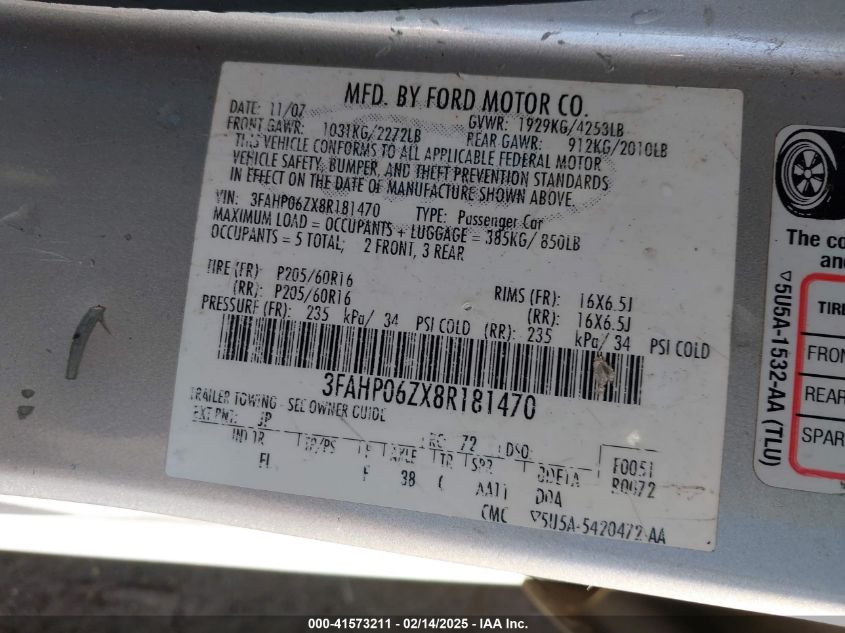 MFD. BY FORD MOTOR CO.
DATE: 11/07 GVWR: 1929KG/4253LB
FRONT GAWR: 1031KG/2272LB REAR GAWR: 912KG/2010LB
THIS VEHICLE CONFORMS TO ALL APPLICABLE FEDERAL MOTOR
VEHICLE SAFETY, BUMPER, AND THEFT PREVENTION STANDARDS
IN EFFECT ON THE DATE OF MANUFACTURE SHOWN ABOVE.
VIN: 3FAHP06ZX8R181470 TYPE: Passenger Car
MAXIMUM LOAD = OCCUPANTS + LUGGAGE = 385KG/850LB
OCCUPANTS = 5 TOTAL; 2 FRONT, 3 REAR
TIRE (FR): P205/60R16 RIMS (FR): 16X6.5J
(RR): P205/60R16 (RR): 16X6.5J
PRESSURE (FR): 235 kPa/ 34 PSI COLD (RR): 235 kPa/ 34 PSI COLD
3FAHP06ZX8R181470
TRAILER TOWING - SEE OWNER GUIDE
EXT PNT: JP RC: 72 DSO:
F0051
R0072
38
AATT DOA
CMC ▽5U5A-5420472-AA
The co
an
TIRE
FRON
REAR
SPAR
▽5U5A-1532-AA (TLU)
000-41573211 - 02/14/2025 - IAA Inc.